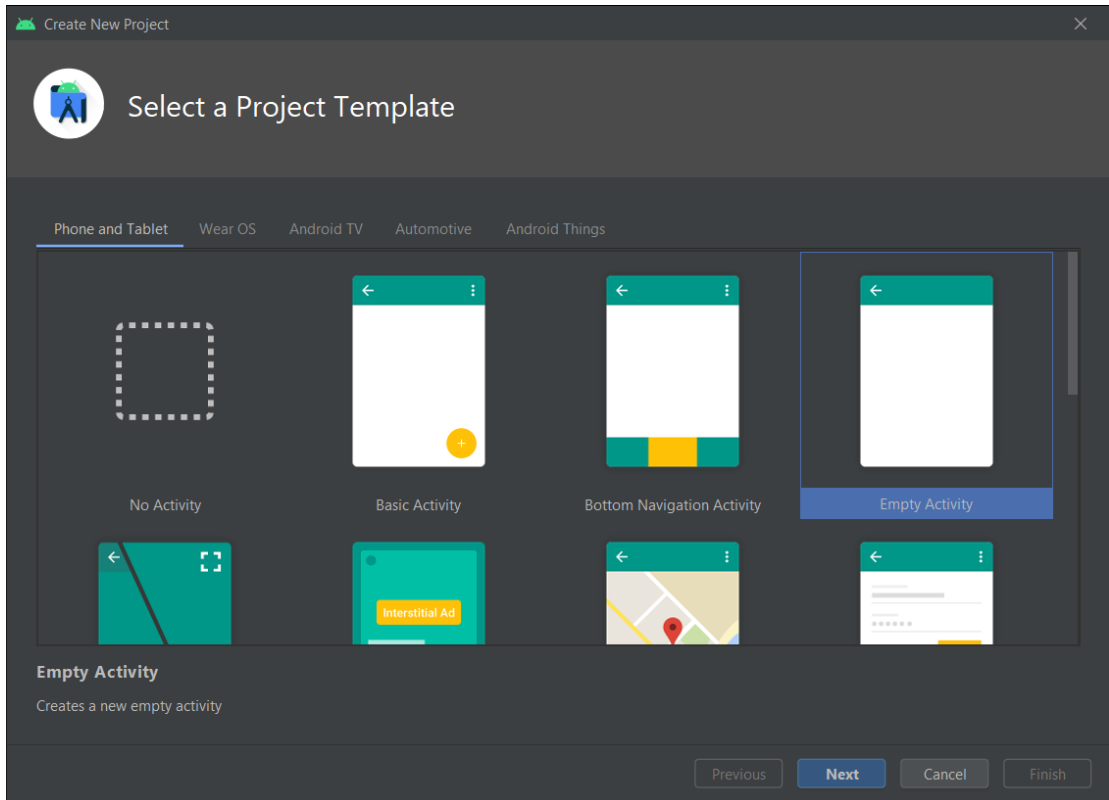 Create New Project
Select a Project Template
Phone and Tablet Wear OS Android TV Automotive Android Things
No Activity Basic Activity Bottom Navigation Activity Empty Activity
Interstitial Ad
Empty Activity
Creates a new empty activity
Previous Next Cancel Finish